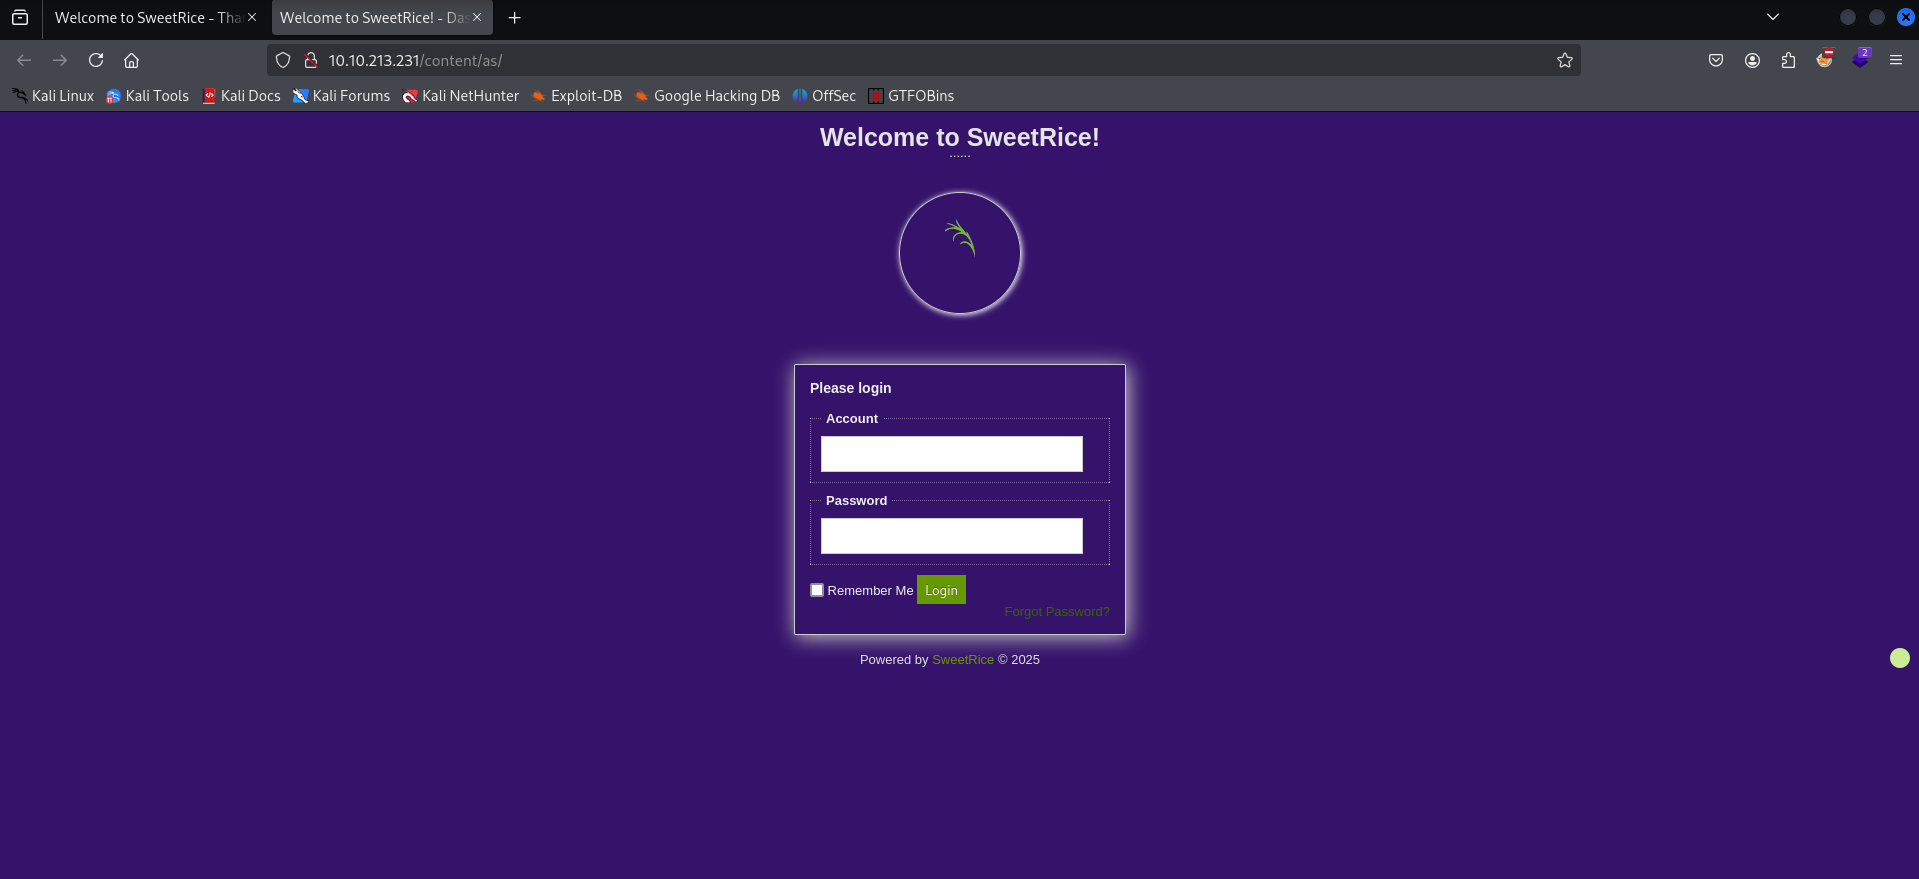 Welcome to SweetRice - Tha
Welcome to SweetRice! - Das
10.10.213.231/content/as/
2
Kali Linux
Kali Tools
Kali Docs
Kali Forums
Kali NetHunter
Exploit-DB
Google Hacking DB
OffSec
GTFOBins
Welcome to SweetRice!
......
Please login
Account
Password
Remember Me Login
Forgot Password?
Powered by SweetRice © 2025